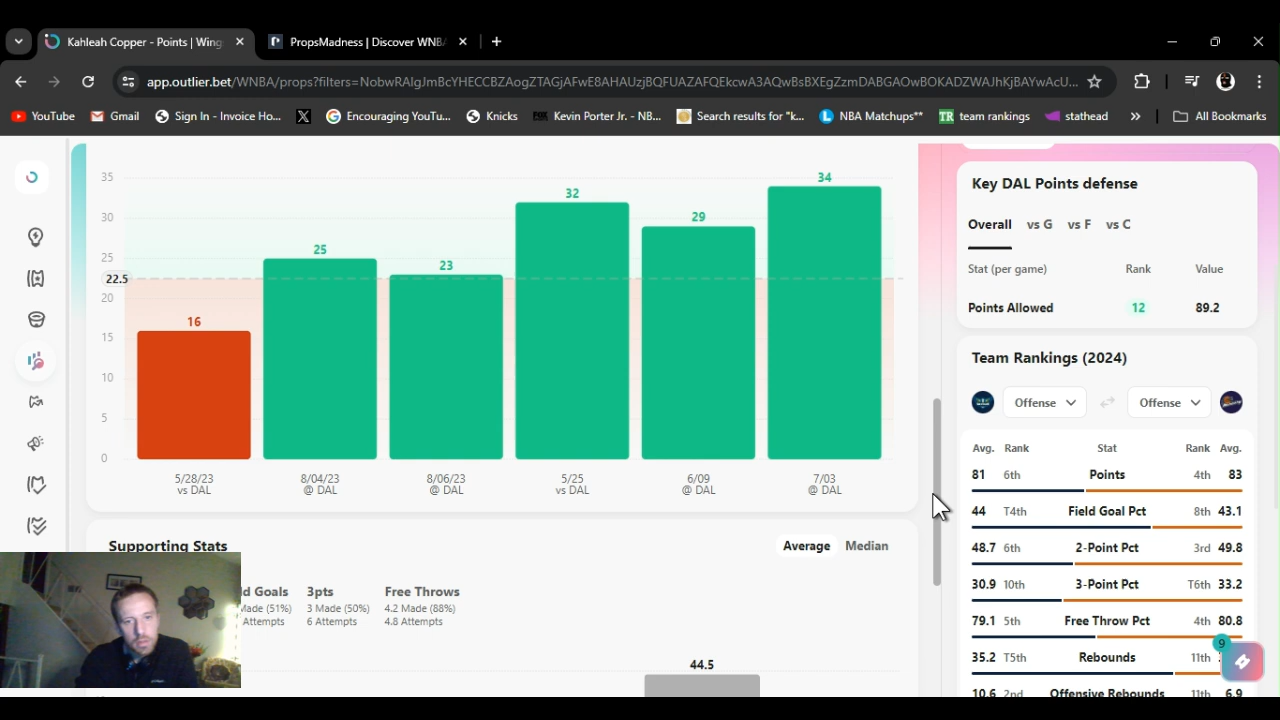 Kahleah Copper - Points | Wing
PropsMadness | Discover WNB
app.outlier.bet/WNBA/props?filters=NobwRAlgJmBcYHECCBZAogZTAGjAFwE8AHAUzjBQFUAZAFQEkcwA3AQwBsBXEgZzmDABGAOwBOKADZWAJhKjBAYwAcU...
YouTube
Gmail
Sign In - Invoice Ho...
Encouraging YouTu...
Knicks
Kevin Porter Jr. - NB...
Search results for "k...
NBA Matchups**
team rankings
stathead
All Bookmarks
35
30
25
22.5
20
15
10
5
0
16
25
23
32
29
34
5/28/23
vs DAL
8/04/23
@ DAL
8/06/23
@ DAL
5/25
vs DAL
6/09
@ DAL
7/03
@ DAL
Supporting Stats
Average Median
d Goals
Made (51%)
Attempts
3pts
3 Made (50%)
6 Attempts
Free Throws
4.2 Made (88%)
4.8 Attempts
44.5
Key DAL Points defense
Overall vs G vs F vs C
Stat (per game) Rank Value
Points Allowed 12 89.2
Team Rankings (2024)
Offense Offense
Avg. Rank Stat Rank Avg.
81 6th Points 4th 83
44 T4th Field Goal Pct 8th 43.1
48.7 6th 2-Point Pct 3rd 49.8
30.9 10th 3-Point Pct T6th 33.2
79.1 5th Free Throw Pct 4th 80.8
35.2 T5th Rebounds 11th
10.6 2nd Offensive Rebounds 11th 6.9
9